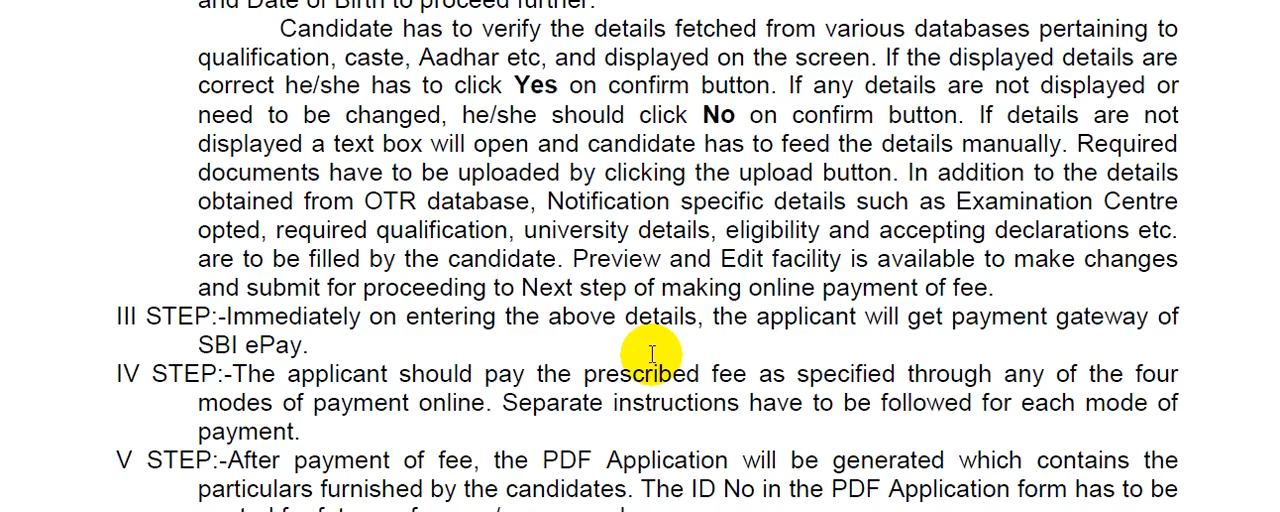 and Date of Birth to proceed further.
Candidate has to verify the details fetched from various databases pertaining to
qualification, caste, Aadhar etc, and displayed on the screen. If the displayed details are
correct he/she has to click Yes on confirm button. If any details are not displayed or
need to be changed, he/she should click No on confirm button. If details are not
displayed a text box will open and candidate has to feed the details manually. Required
documents have to be uploaded by clicking the upload button. In addition to the details
obtained from OTR database, Notification specific details such as Examination Centre
opted, required qualification, university details, eligibility and accepting declarations etc.
are to be filled by the candidate. Preview and Edit facility is available to make changes
and submit for proceeding to Next step of making online payment of fee.
III STEP:-Immediately on entering the above details, the applicant will get payment gateway of
SBI ePay.
IV STEP:-The applicant should pay the prescribed fee as specified through any of the four
modes of payment online. Separate instructions have to be followed for each mode of
payment.
V STEP:-After payment of fee, the PDF Application will be generated which contains the
particulars furnished by the candidates. The ID No in the PDF Application form has to be